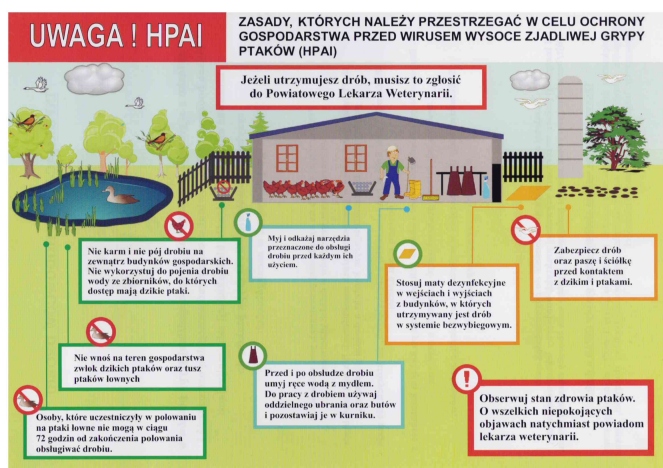 UWAGA ! HPAI
ZASADY, KTÓRYCH NALEŻY PRZESTRZEGAĆ W CELU OCHRONY
GOSPODARSTWA PRZED WIRUSEM WYSOCE ZJADLIWEJ GRYPY
PTAKÓW (HPAI)
Jeżeli utrzymujesz drób, musisz to zgłosić
do Powiatowego Lekarza Weterynarii.
Nie karm i nie pój drobiu na
zewnątrz budynków gospodarskich.
Nie wykorzystuj do pojenia drobiu
wody ze zbiorników, do których
dostęp mają dzikie ptaki.
Myj i odkażaj narzędzia
przeznaczone do obsługi
drobiu przed każdym ich
użyciem.
Stosuj maty dezynfekcyjne
w wejściach i wyjściach
z budynków, w których
utrzymywany jest drób
w systemie bezwybiegowym.
Zabezpiecz drób
oraz paszę i ściółkę
przed kontaktem
z dzikim i ptakami.
Nie wnoś na teren gospodarstwa
zwłok dzikich ptaków oraz tusz
ptaków łownych
Przed i po obsłudze drobiu
umyj ręce wodą z mydłem.
Do pracy z drobiem używaj
oddzielnego ubrania oraz butów
i pozostawiaj je w kurniku.
Osoby, które uczestniczyły w polowaniu
na ptaki łowne nie mogą w ciągu
72 godzin od zakończenia polowania
obsługiwać drobiu.
Obserwuj stan zdrowia ptaków.
O wszelkich niepokojących
objawach natychmiast powiadom
lekarza weterynarii.